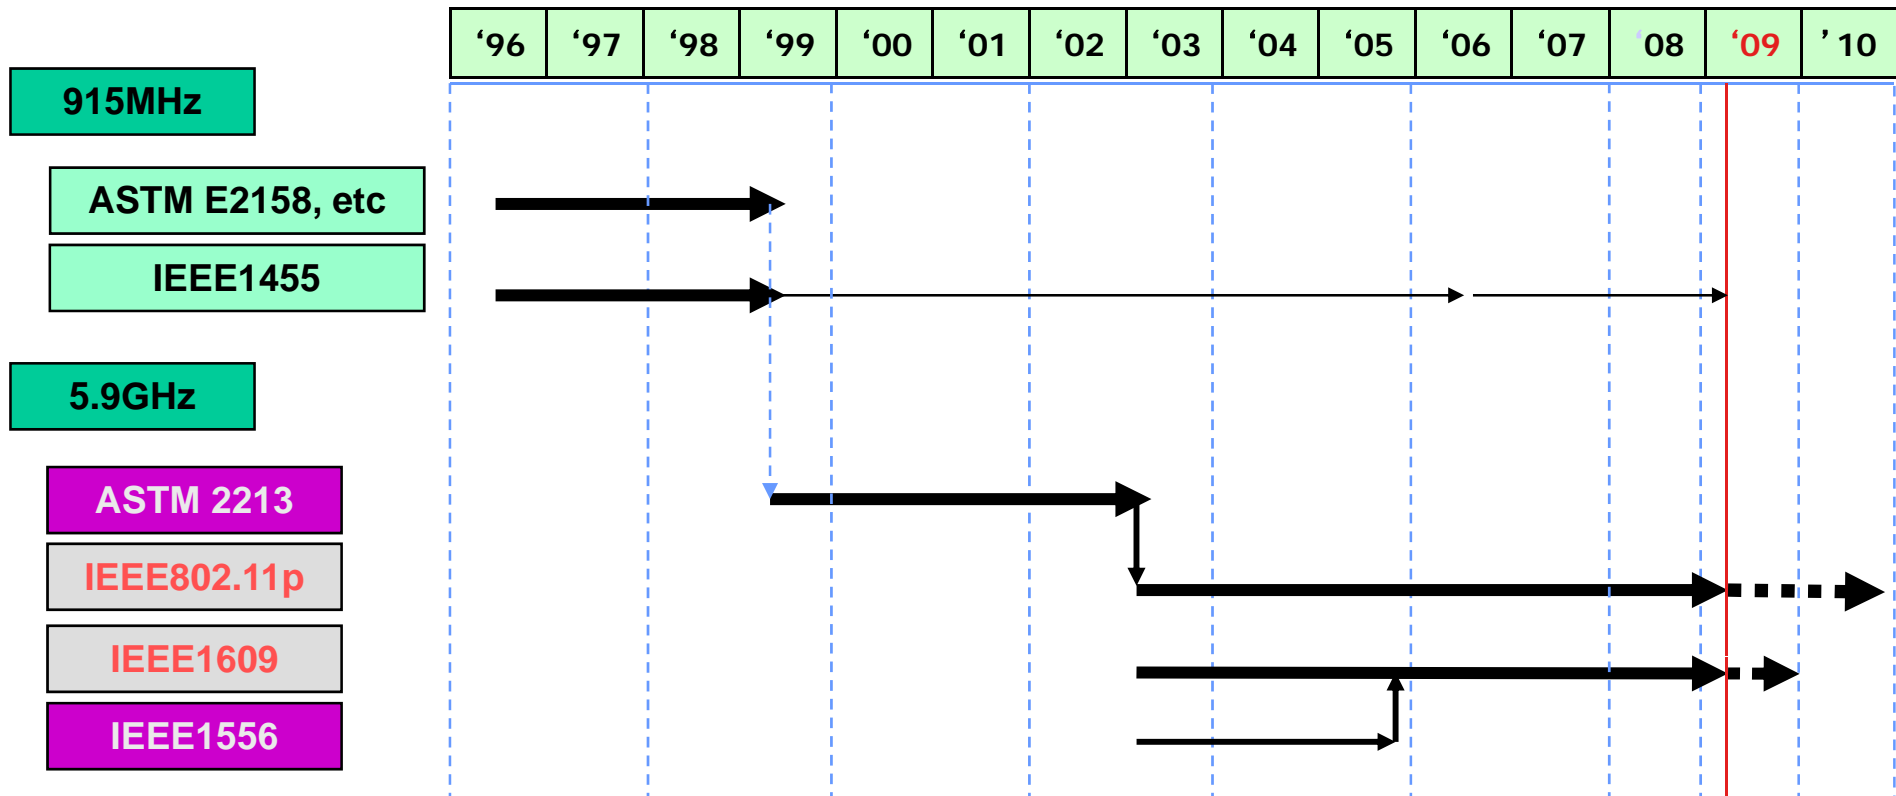 ‘96 ‘97 ‘98 ‘99 ‘00 ‘01 ‘02 ‘03 ‘04 ‘05 ‘06 ‘07 ‘08 ‘09 ’10
915MHz
ASTM E2158, etc
IEEE1455
5.9GHz
ASTM 2213
IEEE802.11p
IEEE1609
IEEE1556